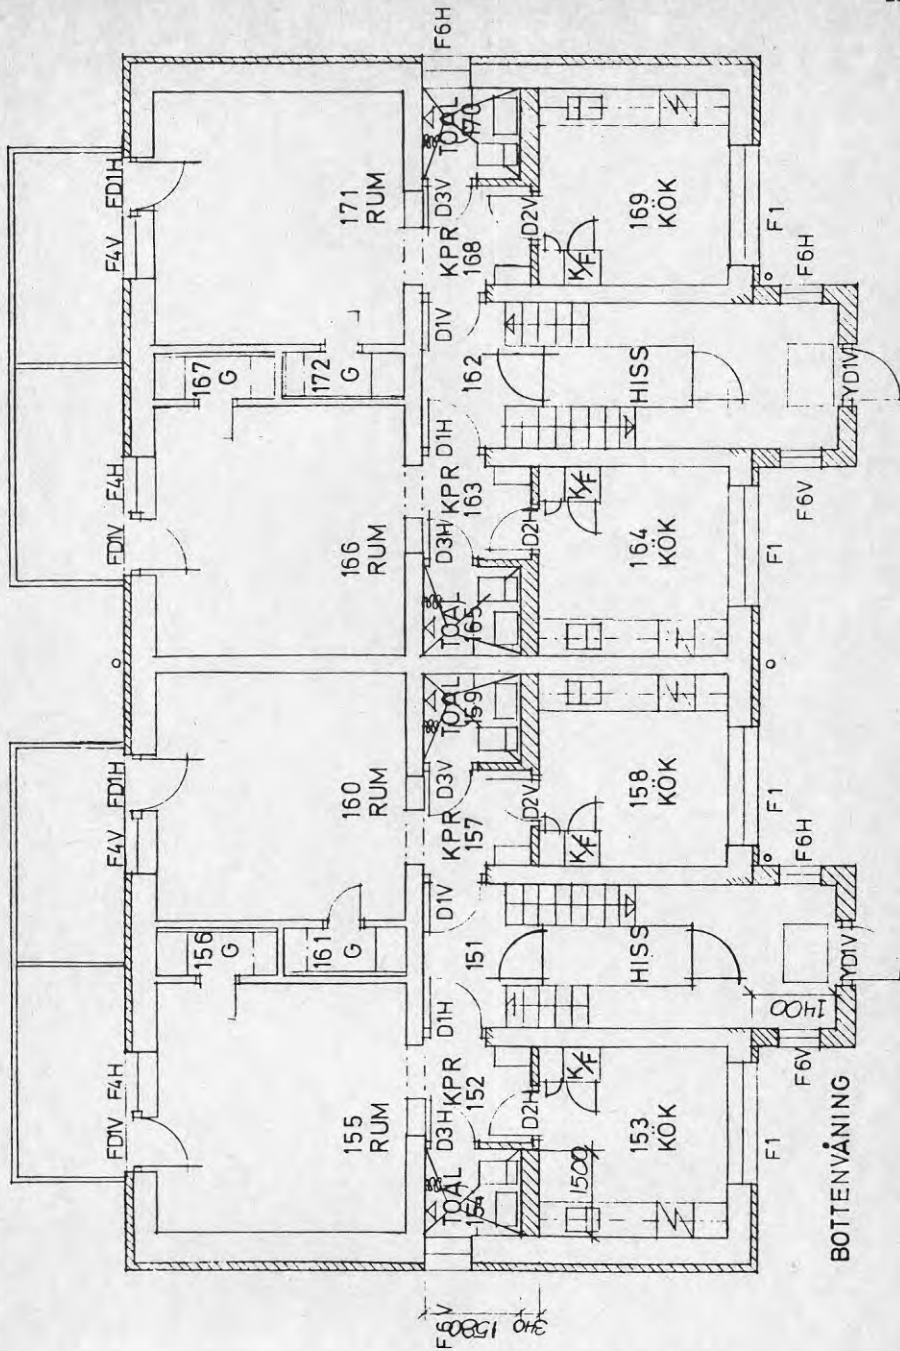 FD1V F4H
F4V FD1H
FD1V F4H
F4V FD1H
155
RUM
156
G
161
G
160
RUM
166
RUM
167
G
172
G
171
RUM
F6V
TOAL
154
D3H
KPR
152
D1H
151
D1V
KPR
157
D3V
TOAL
159
TOAL
165
D3H
KPR
163
D1H
162
D1V
KPR
168
D3V
TOAL
170
F6H
1580
340
D2H
D2V
D2H
D2V
1500
153
KÖK
K/F
HISS
K/F
158
KÖK
164
KÖK
K/F
HISS
K/F
169
KÖK
F1
F6V
1400
YD1V
F6H
F1
F1
F6V
YD1V
F6H
F1
BOTTENVÅNING